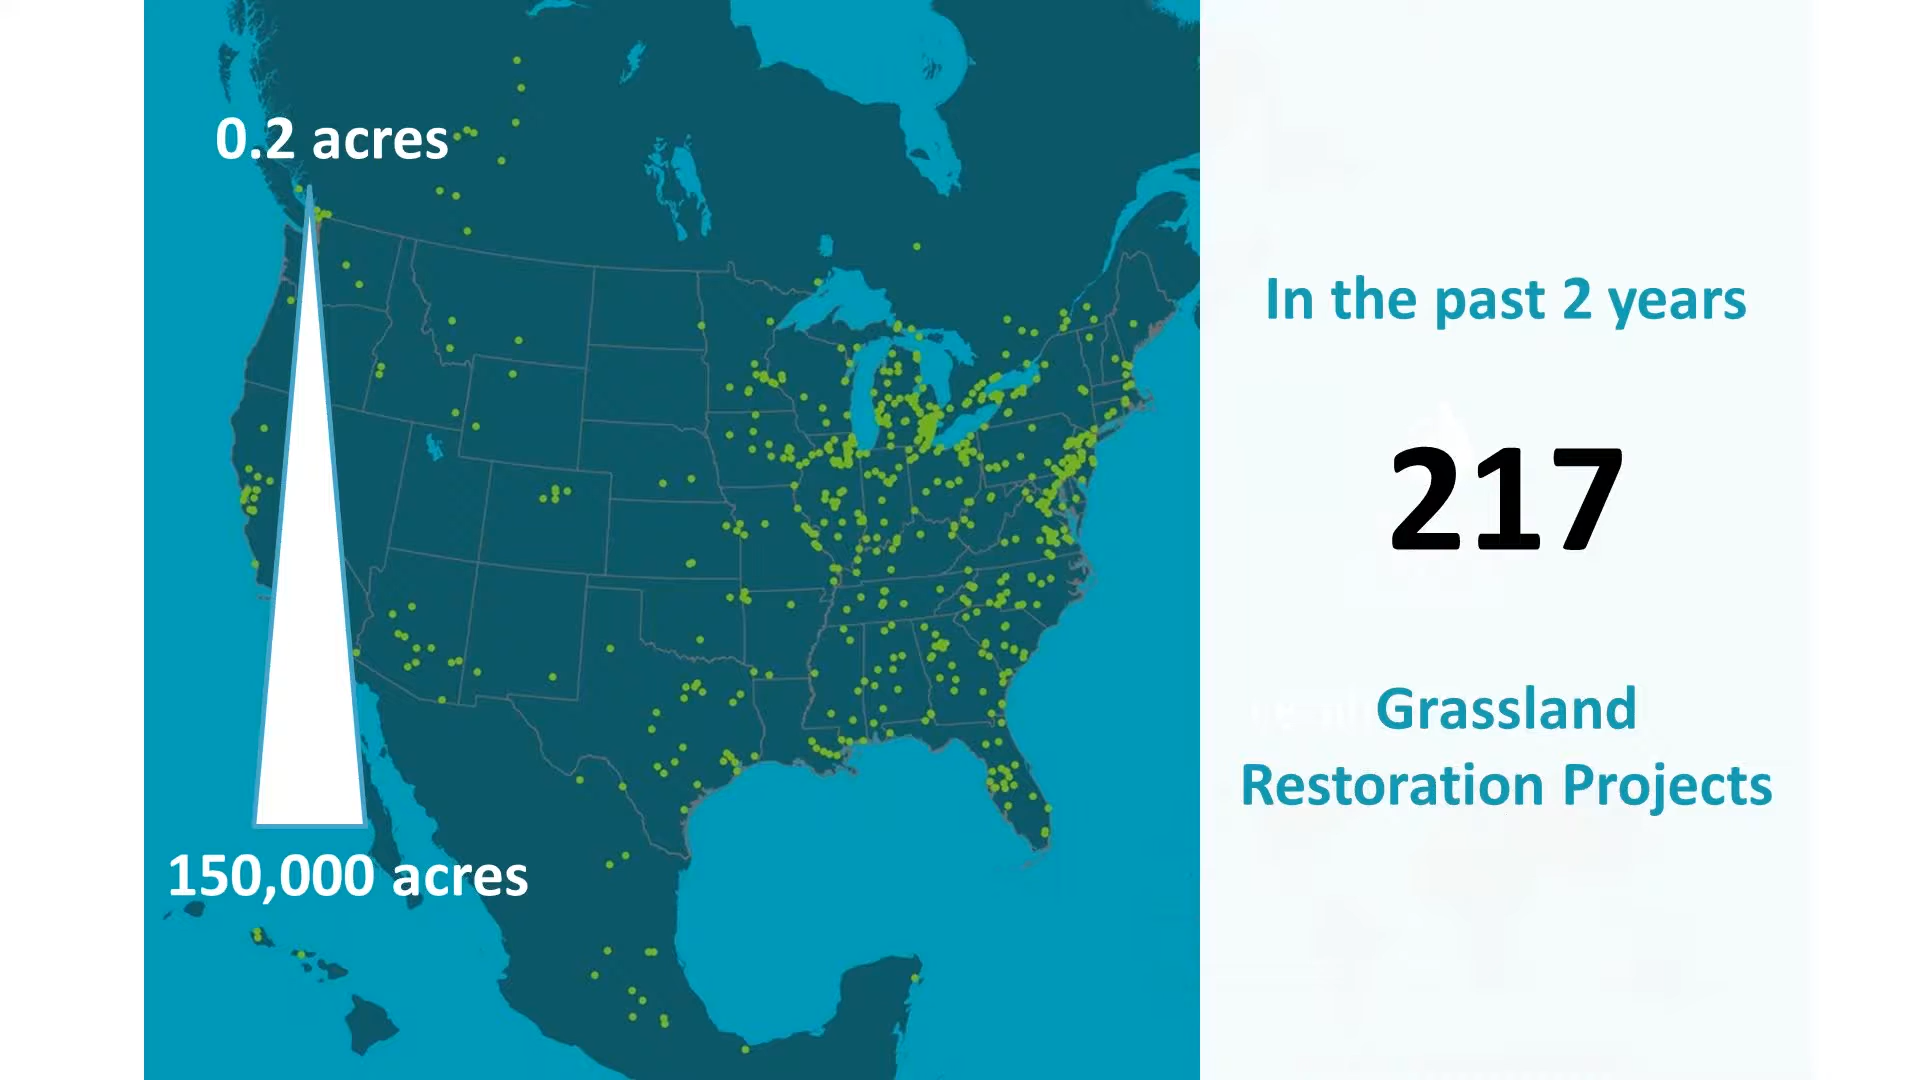 0.2 acres
150,000 acres
In the past 2 years
217
Grassland
Restoration Projects